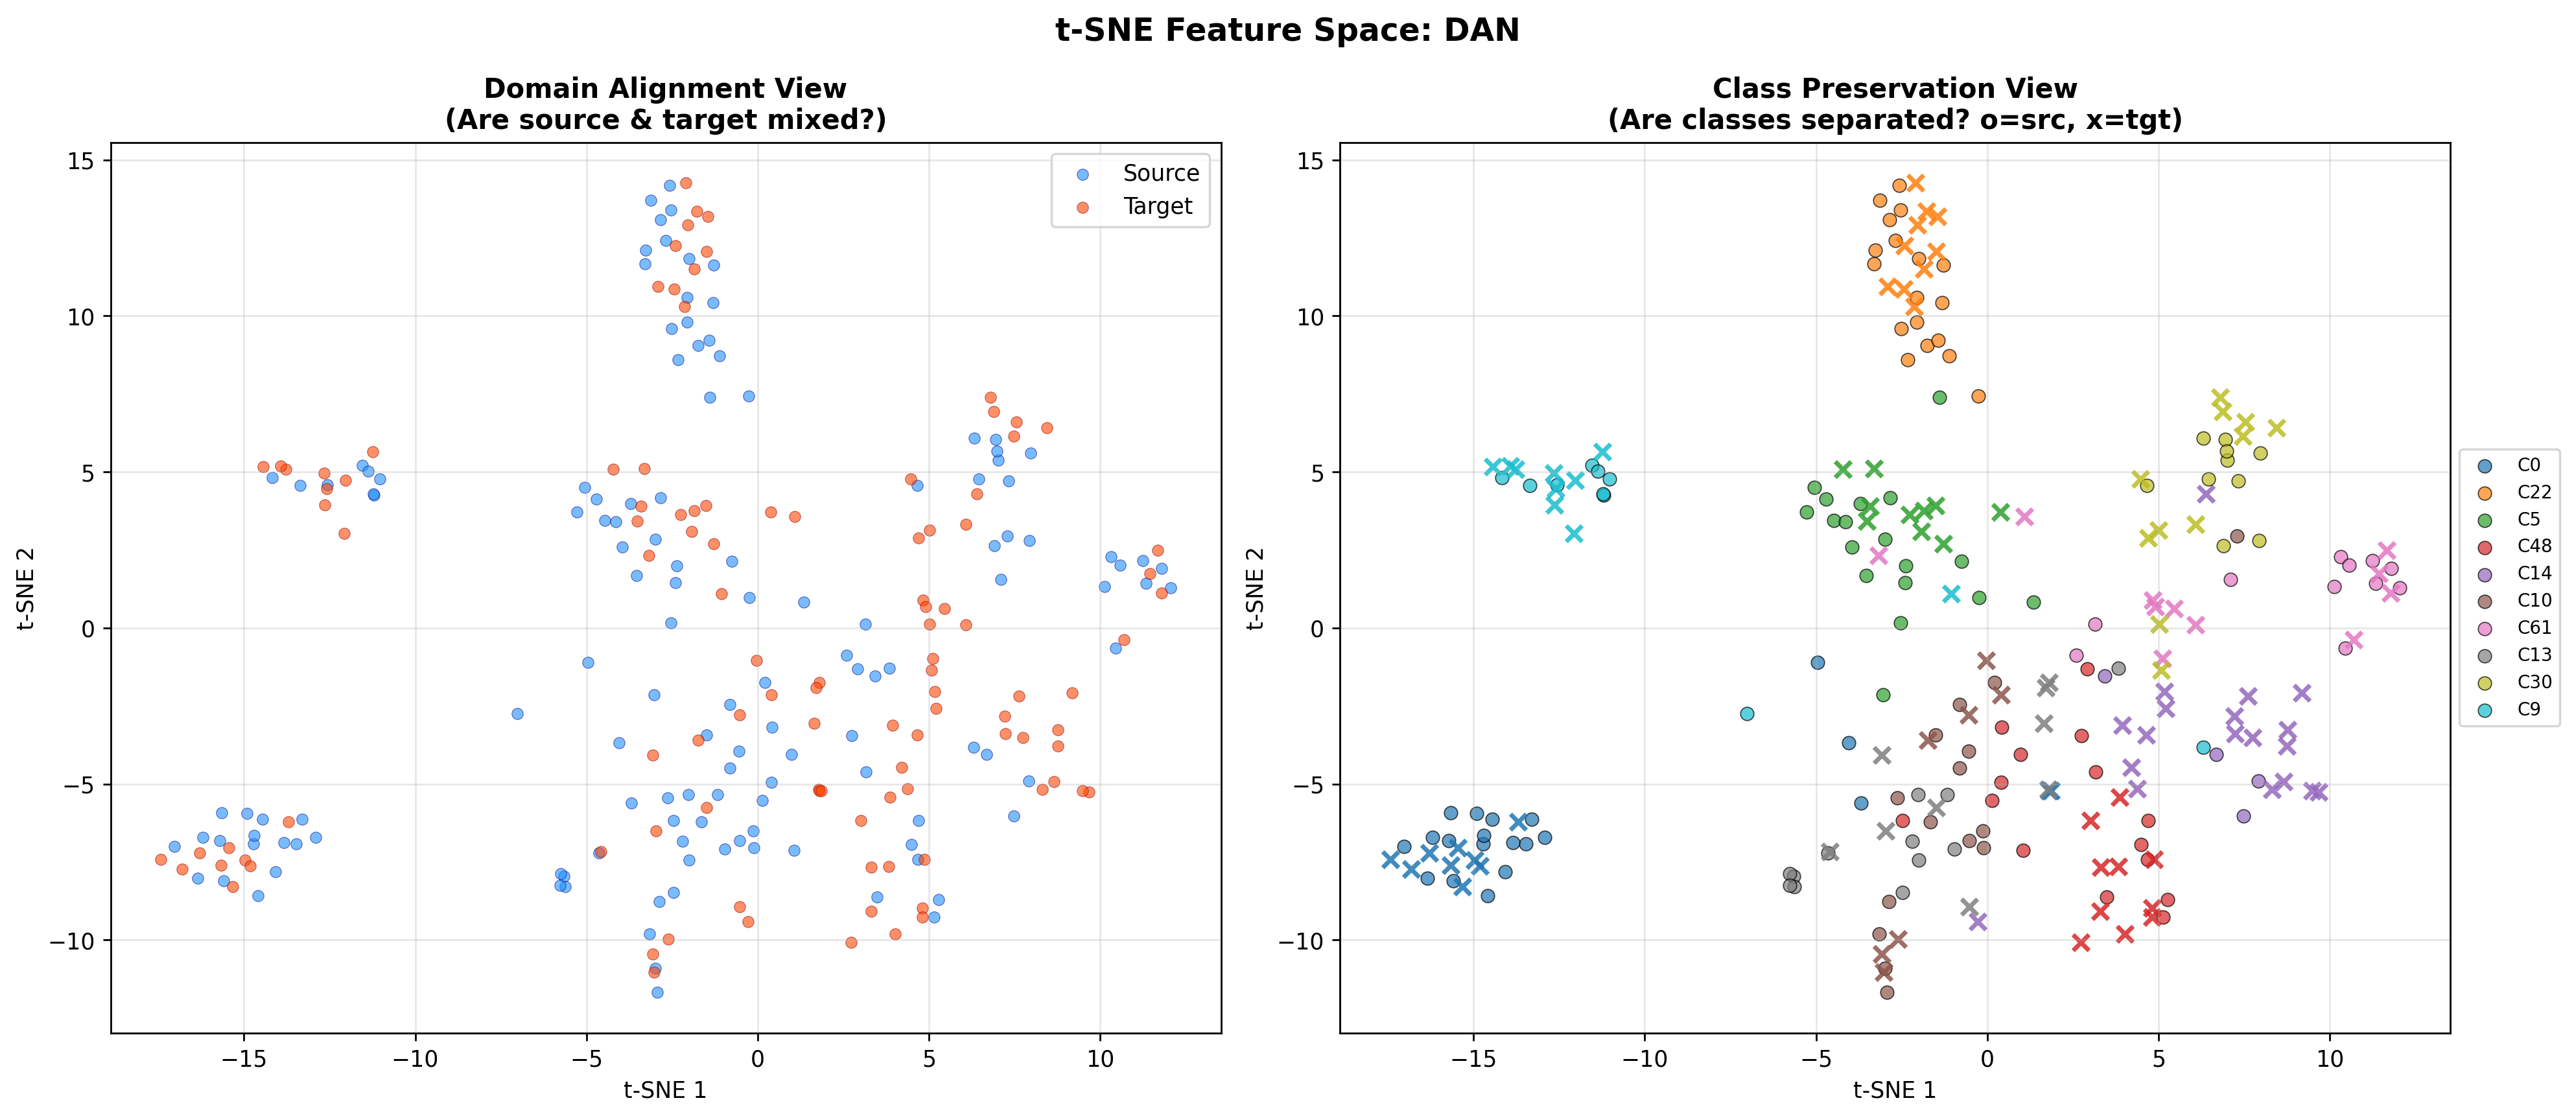 t-SNE Feature Space: DAN
Domain Alignment View
(Are source & target mixed?)
Source
Target
15
10
5
0
−5
−10
t-SNE 2
−15
−10
−5
0
5
10
t-SNE 1
Class Preservation View
(Are classes separated? o=src, x=tgt)
15
10
5
0
−5
−10
t-SNE 2
−15
−10
−5
0
5
10
t-SNE 1
C0
C22
C5
C48
C14
C10
C61
C13
C30
C9